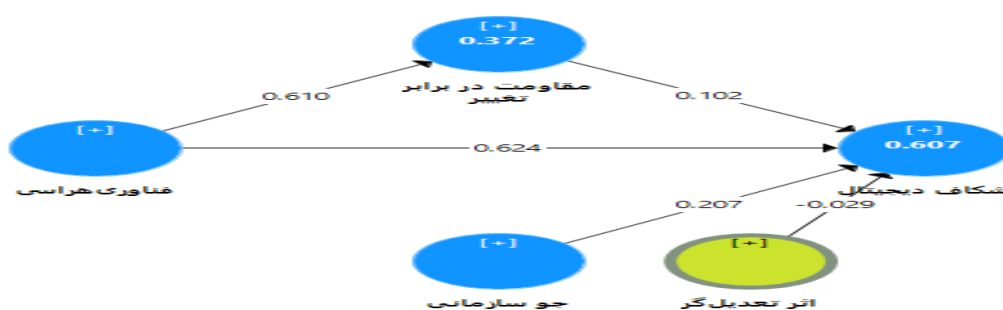 [+]
0.372
مقاومت در برابر
تغییر
0.610
0.102
[+]
[+]
0.607
0.624
فناوری‌هراسی
شکاف دیجیتال
0.207
-0.029
[+]
[+]
جو سازمانی
اثر تعدیل‌گر